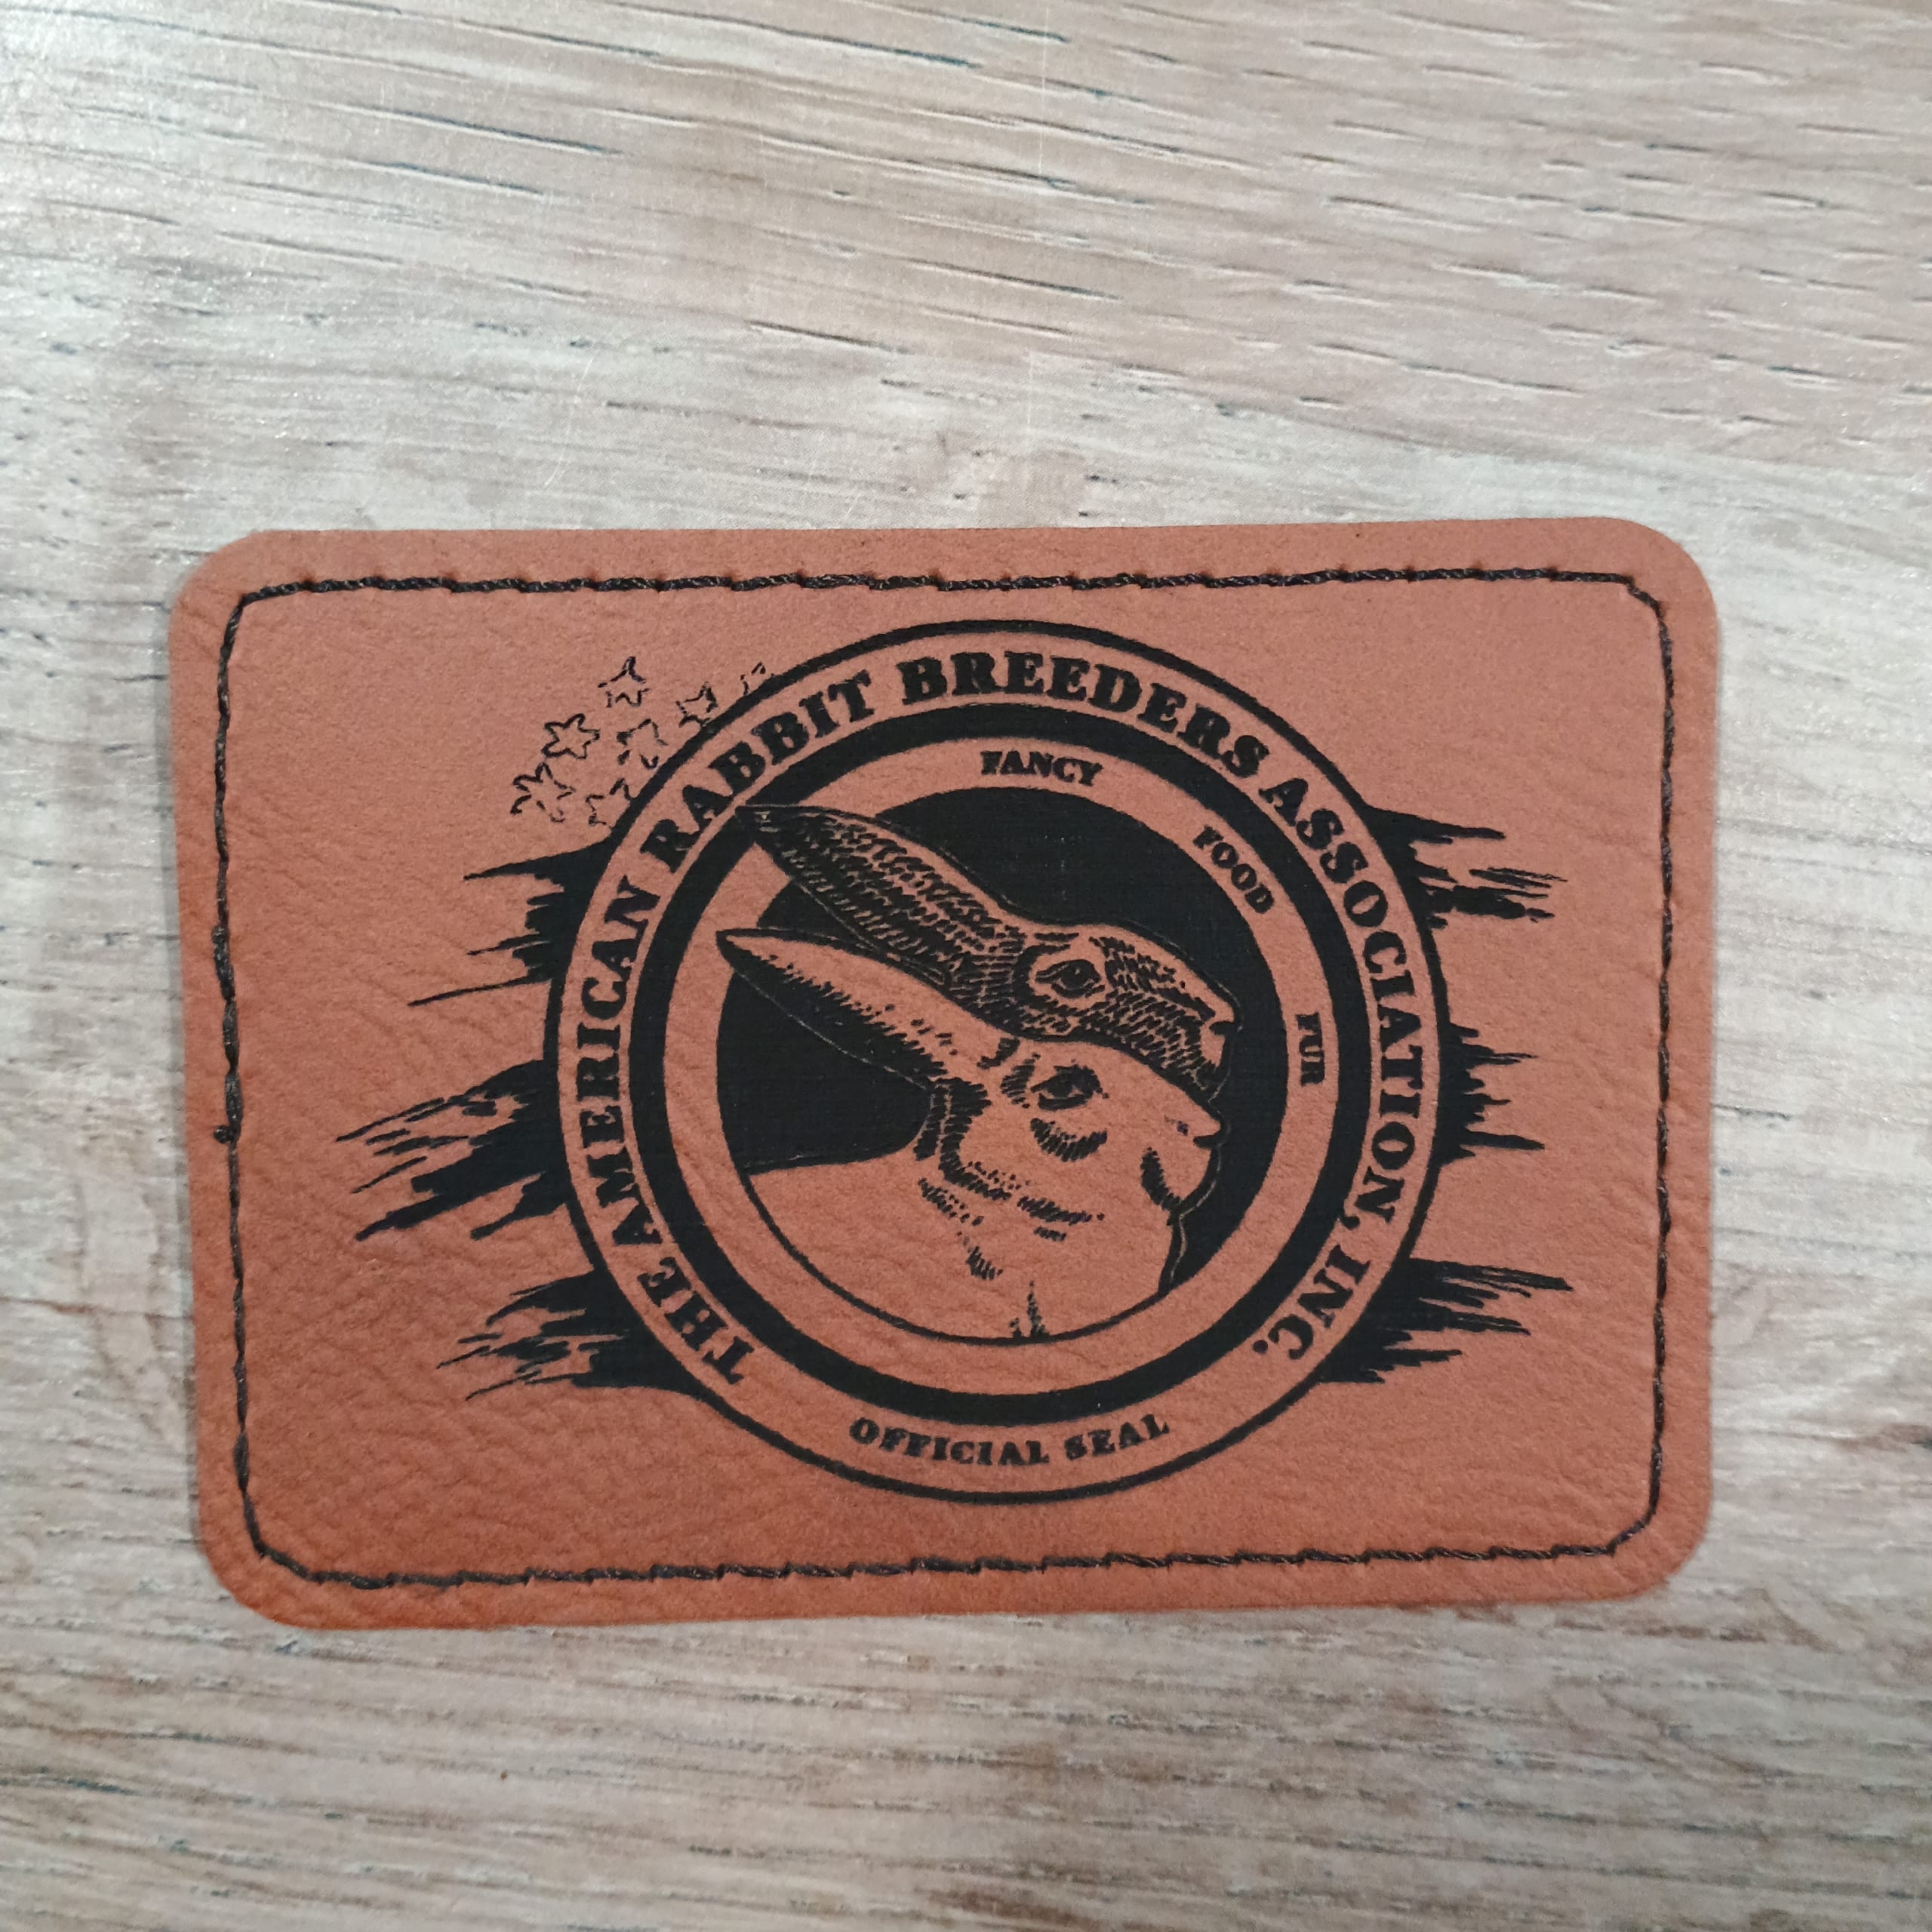 THE AMERICAN RABBIT BREEDERS ASSOCIATION, INC.
FANCY
FOOD
FUR
OFFICIAL SEAL